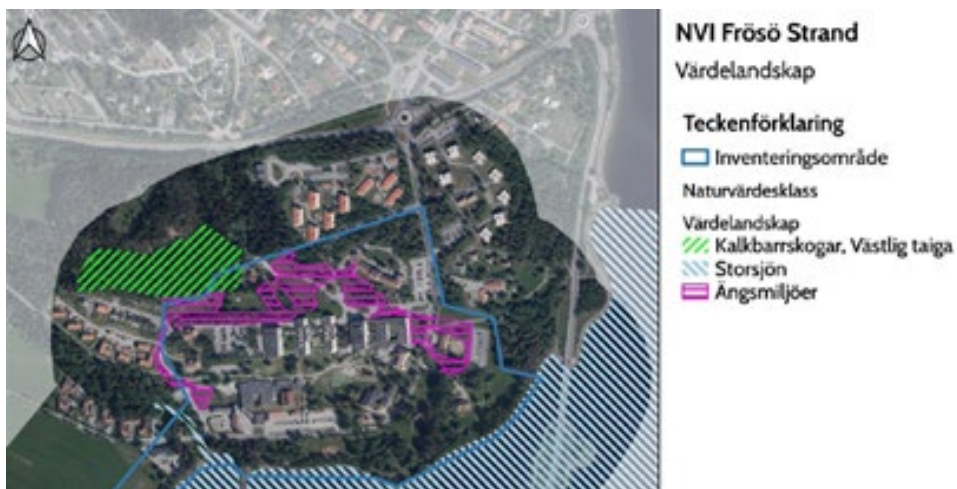 NVI Frösö Strand
Värdelandskap
Teckenförklaring
Inventeringsområde
Naturvärdesklass
Värdelandskap
Kalkbarrskogar, Västlig taiga
Storsjön
Ängsmiljöer